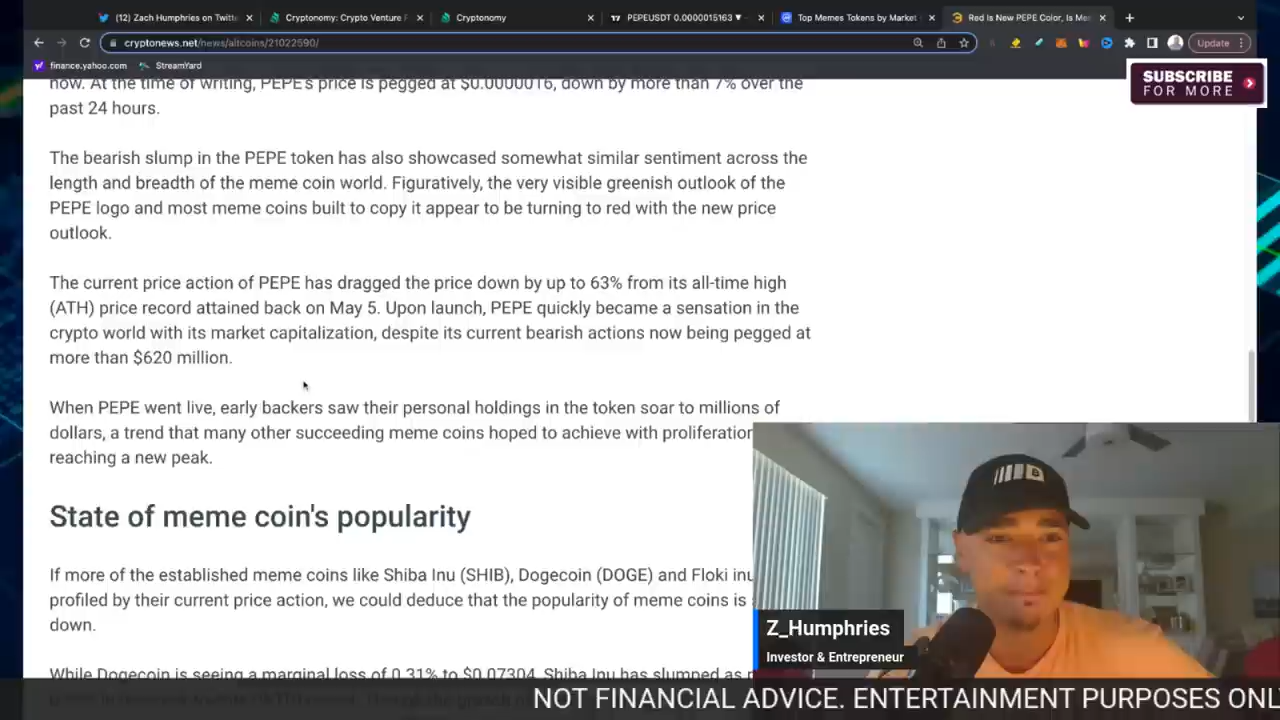 (12) Zach Humphries on Twitte
Cryptonomy: Crypto Venture F
Cryptonomy
PEPEUSDT 0.0000015163 ▼
Top Memes Tokens by Market
Red Is New PEPE Color, Is Me
cryptonews.net/news/altcoins/21022590/
Update
finance.yahoo.com
StreamYard
SUBSCRIBE
FOR MORE
now. At the time of writing, PEPE's price is pegged at $0.0000016, down by more than 7% over the
past 24 hours.
The bearish slump in the PEPE token has also showcased somewhat similar sentiment across the
length and breadth of the meme coin world. Figuratively, the very visible greenish outlook of the
PEPE logo and most meme coins built to copy it appear to be turning to red with the new price
outlook.
The current price action of PEPE has dragged the price down by up to 63% from its all-time high
(ATH) price record attained back on May 5. Upon launch, PEPE quickly became a sensation in the
crypto world with its market capitalization, despite its current bearish actions now being pegged at
more than $620 million.
When PEPE went live, early backers saw their personal holdings in the token soar to millions of
dollars, a trend that many other succeeding meme coins hoped to achieve with proliferation
reaching a new peak.
State of meme coin's popularity
If more of the established meme coins like Shiba Inu (SHIB), Dogecoin (DOGE) and Floki inu
profiled by their current price action, we could deduce that the popularity of meme coins is
down.
While Dogecoin is seeing a marginal loss of 0.31% to $0.07304, Shiba Inu has slumped as
Z_Humphries
Investor & Entrepreneur
NOT FINANCIAL ADVICE. ENTERTAINMENT PURPOSES ONL